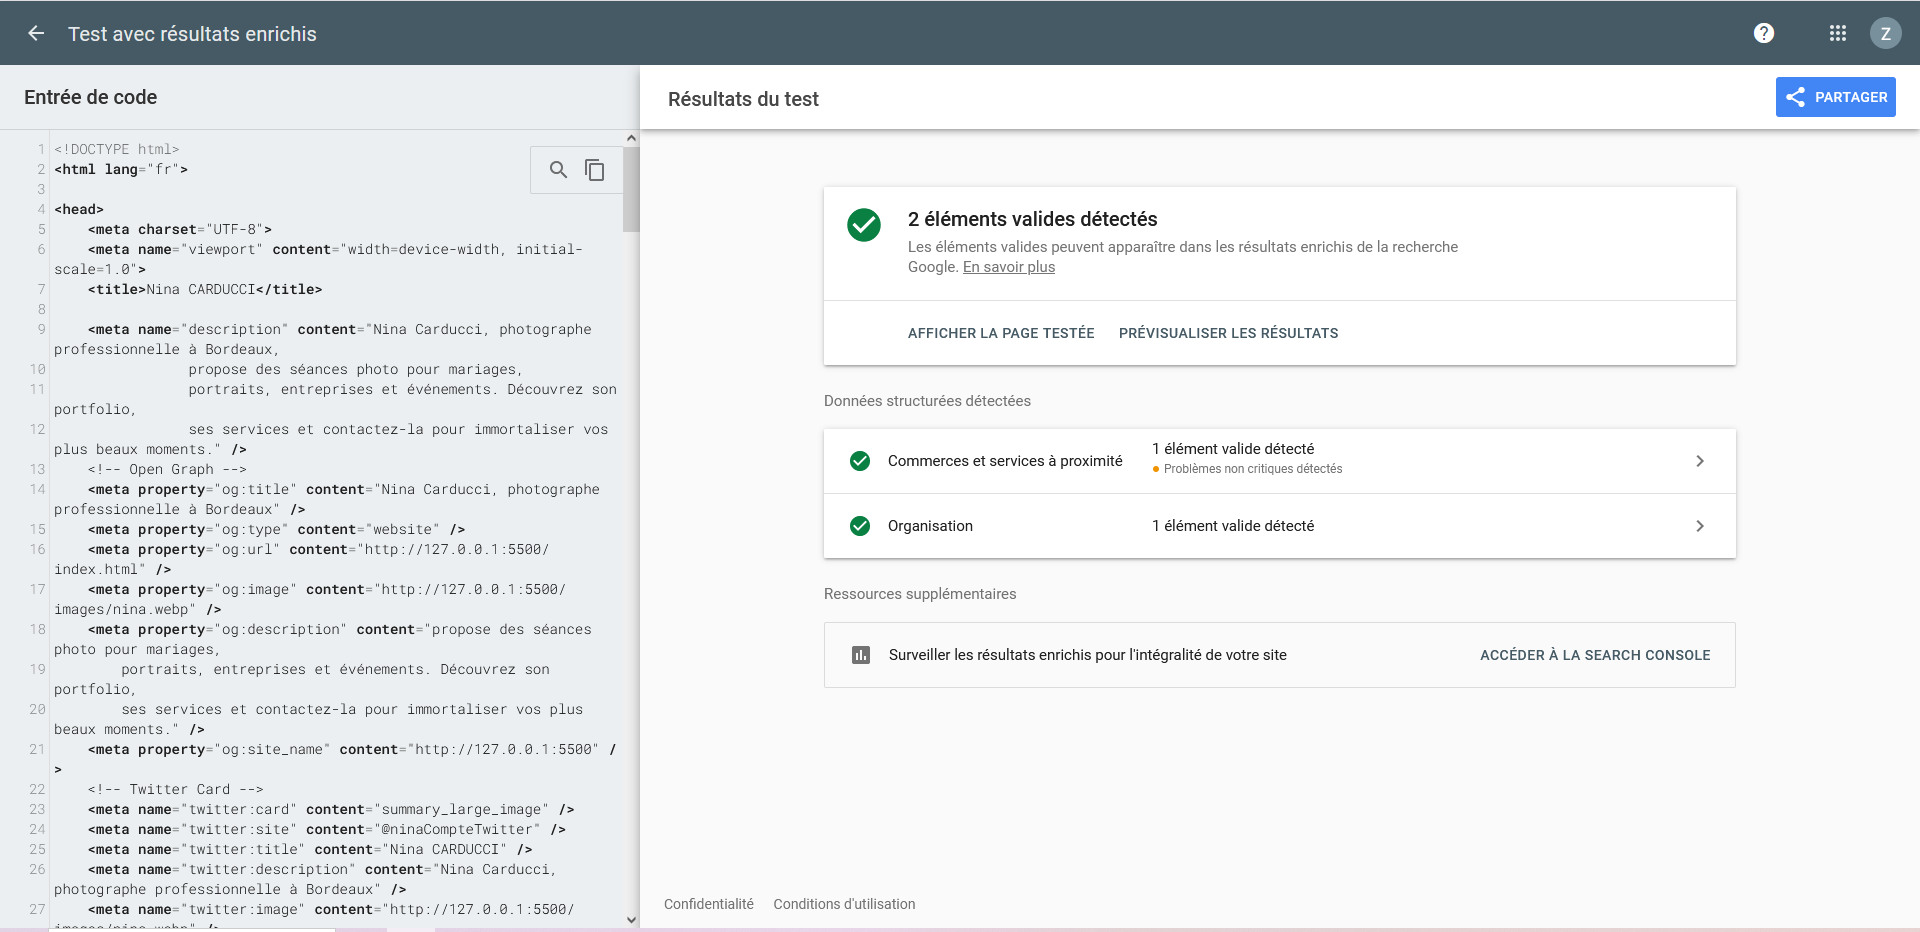 Test avec résultats enrichis
?
Z
Entrée de code
1 <!DOCTYPE html>
2 <html lang="fr">
3
4 <head>
5 <meta charset="UTF-8">
6 <meta name="viewport" content="width=device-width, initial-
scale=1.0">
7 <title>Nina CARDUCCI</title>
8
9 <meta name="description" content="Nina Carducci, photographe
professionnelle à Bordeaux,
10 propose des séances photo pour mariages,
11 portraits, entreprises et événements. Découvrez son
portfolio,
12 ses services et contactez-la pour immortaliser vos
plus beaux moments." />
13 <!-- Open Graph -->
14 <meta property="og:title" content="Nina Carducci, photographe
professionnelle à Bordeaux" />
15 <meta property="og:type" content="website" />
16 <meta property="og:url" content="http://127.0.0.1:5500/
index.html" />
17 <meta property="og:image" content="http://127.0.0.1:5500/
images/nina.webp" />
18 <meta property="og:description" content="propose des séances
photo pour mariages,
19 portraits, entreprises et événements. Découvrez son
portfolio,
20 ses services et contactez-la pour immortaliser vos plus
beaux moments." />
21 <meta property="og:site_name" content="http://127.0.0.1:5500" /
>
22 <!-- Twitter Card -->
23 <meta name="twitter:card" content="summary_large_image" />
24 <meta name="twitter:site" content="@ninaCompteTwitter" />
25 <meta name="twitter:title" content="Nina CARDUCCI" />
26 <meta name="twitter:description" content="Nina Carducci,
photographe professionnelle à Bordeaux" />
27 <meta name="twitter:image" content="http://127.0.0.1:5500/
images/nina.webp" />
Résultats du test
PARTAGER
2 éléments valides détectés
Les éléments valides peuvent apparaître dans les résultats enrichis de la recherche
Google. En savoir plus
AFFICHER LA PAGE TESTÉE PRÉVISUALISER LES RÉSULTATS
Données structurées détectées
Commerces et services à proximité
1 élément valide détecté
Problèmes non critiques détectés
Organisation
1 élément valide détecté
Ressources supplémentaires
Surveiller les résultats enrichis pour l'intégralité de votre site
ACCÉDER À LA SEARCH CONSOLE
Confidentialité Conditions d'utilisation